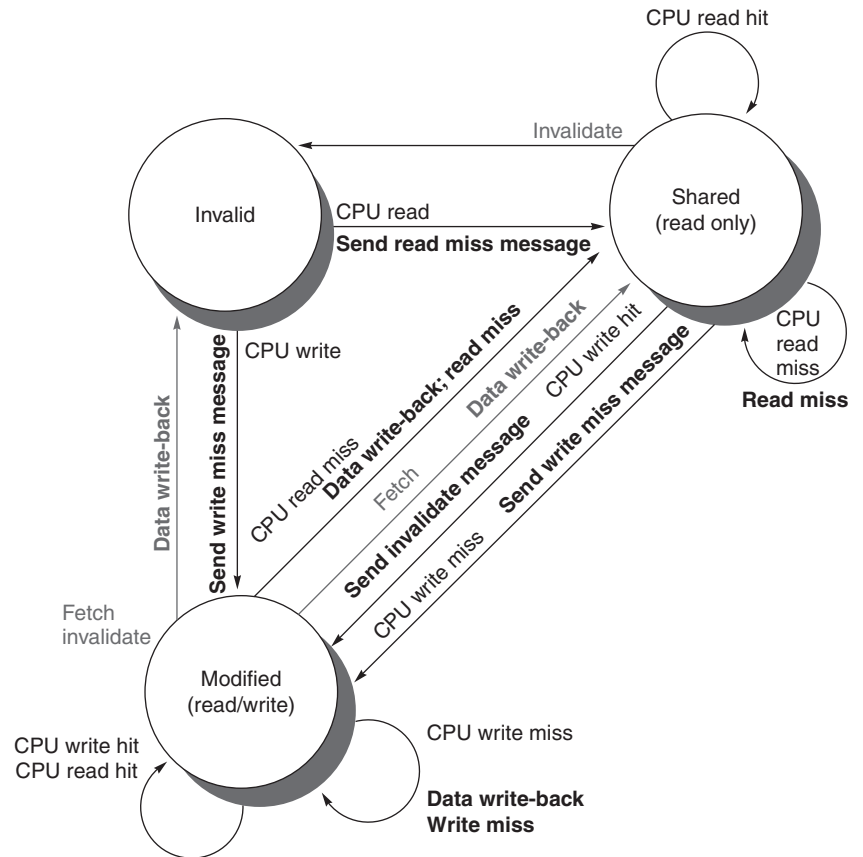 CPU read hit
Invalidate
Invalid
Shared
(read only)
CPU read
Send read miss message
CPU write
Send write miss message
Data write-back
CPU read miss
Data write-back; read miss
Fetch
Data write-back
CPU write hit
Send invalidate message
Send write miss message
CPU write miss
CPU
read
miss
Read miss
Fetch
invalidate
Modified
(read/write)
CPU write hit
CPU read hit
CPU write miss
Data write-back
Write miss